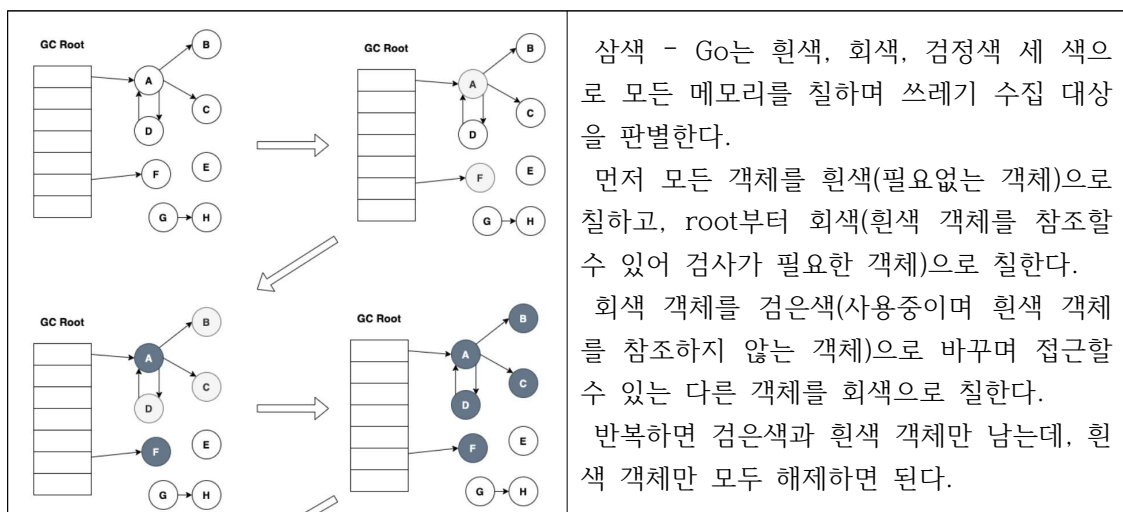 GC Root
A
B
C
D
E
F
G
H
GC Root
A
B
C
D
E
F
G
H
GC Root
A
B
C
D
E
F
G
H
GC Root
A
B
C
D
E
F
G
H
삼색 - Go는 흰색, 회색, 검정색 세 색으
로 모든 메모리를 칠하며 쓰레기 수집 대상
을 판별한다.
먼저 모든 객체를 흰색(필요없는 객체)으로
칠하고, root부터 회색(흰색 객체를 참조할
수 있어 검사가 필요한 객체)으로 칠한다.
회색 객체를 검은색(사용중이며 흰색 객체
를 참조하지 않는 객체)으로 바꾸며 접근할
수 있는 다른 객체를 회색으로 칠한다.
반복하면 검은색과 흰색 객체만 남는데, 흰
색 객체만 모두 해제하면 된다.